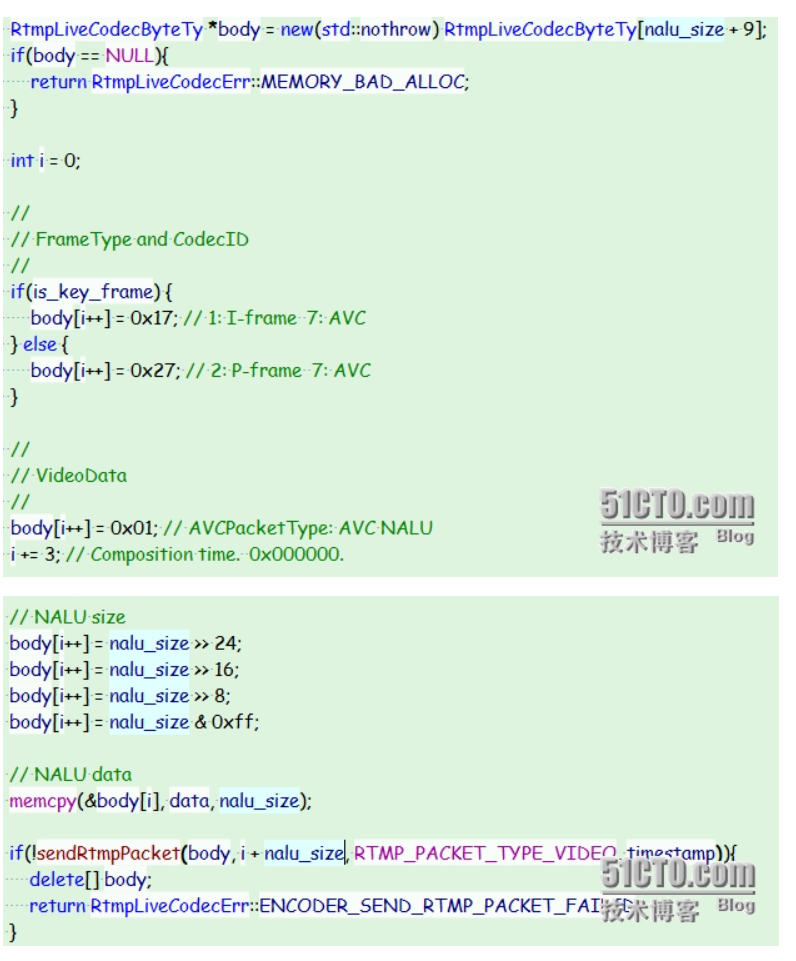 RtmpLiveCodecByteTy *body = new(std::nothrow) RtmpLiveCodecByteTy[nalu_size + 9];
if(body == NULL){
return RtmpLiveCodecErr::MEMORY_BAD_ALLOC;
}
int i = 0;
//
// FrameType and CodecID
//
if(is_key_frame) {
body[i++] = 0x17; // 1: I-frame 7: AVC
} else {
body[i++] = 0x27; // 2: P-frame 7: AVC
}
//
// VideoData
//
body[i++] = 0x01; // AVCPacketType: AVC NALU
i += 3; // Composition time. 0x000000.
51CTO.com
技术博客 Blog
// NALU size
body[i++] = nalu_size >> 24;
body[i++] = nalu_size >> 16;
body[i++] = nalu_size >> 8;
body[i++] = nalu_size & 0xff;
// NALU data
memcpy(&body[i], data, nalu_size);
if(!sendRtmpPacket(body, i + nalu_size, RTMP_PACKET_TYPE_VIDEO, timestamp)){
delete[] body;
return RtmpLiveCodecErr::ENCODER_SEND_RTMP_PACKET_FAILED
}
51CTO.com
技术博客 Blog